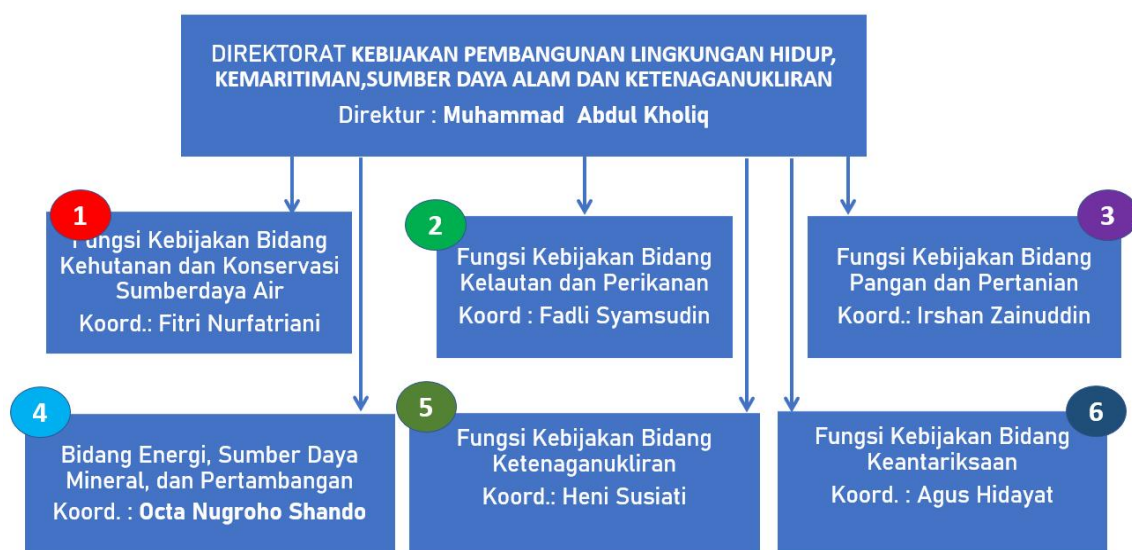 DIREKTORAT KEBIJAKAN PEMBANGUNAN LINGKUNGAN HIDUP,
KEMARITIMAN,SUMBER DAYA ALAM DAN KETENAGANUKLIRAN
Direktur : Muhammad Abdul Kholiq
1
Fungsi Kebijakan Bidang
Kehutanan dan Konservasi
Sumberdaya Air
Koord.: Fitri Nurfatriani
2
Fungsi Kebijakan Bidang
Kelautan dan Perikanan
Koord : Fadli Syamsudin
3
Fungsi Kebijakan Bidang
Pangan dan Pertanian
Koord.: Irshan Zainuddin
4
Bidang Energi, Sumber Daya
Mineral, dan Pertambangan
Koord. : Octa Nugroho Shando
5
Fungsi Kebijakan Bidang
Ketenaganukliran
Koord.: Heni Susiati
6
Fungsi Kebijakan Bidang
Keantariksaan
Koord. : Agus Hidayat